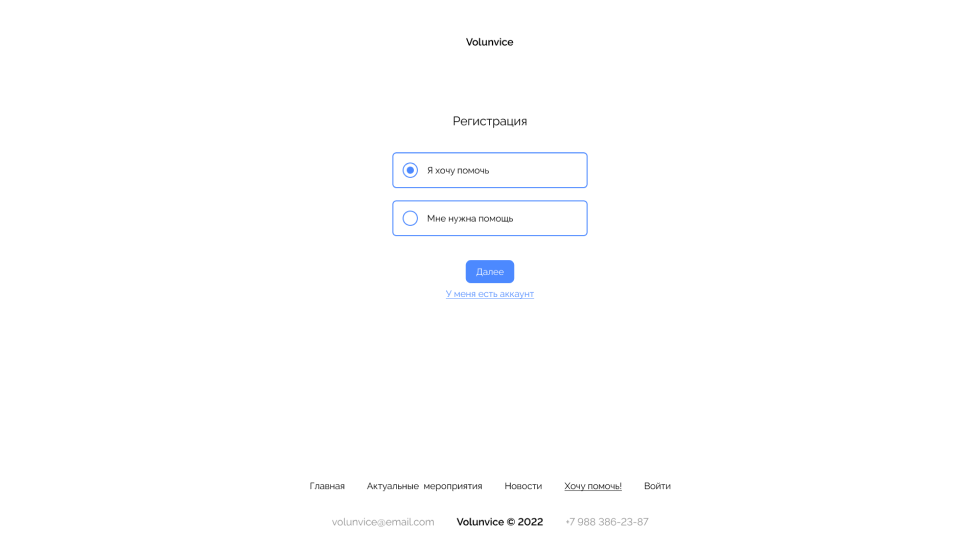 Volunvice
Регистрация
Я хочу помочь
Мне нужна помощь
Далее
У меня есть аккаунт
Главная Актуальные мероприятия Новости Хочу помочь! Войти
volunvice@email.com Volunvice © 2022 +7 988 386-23-87